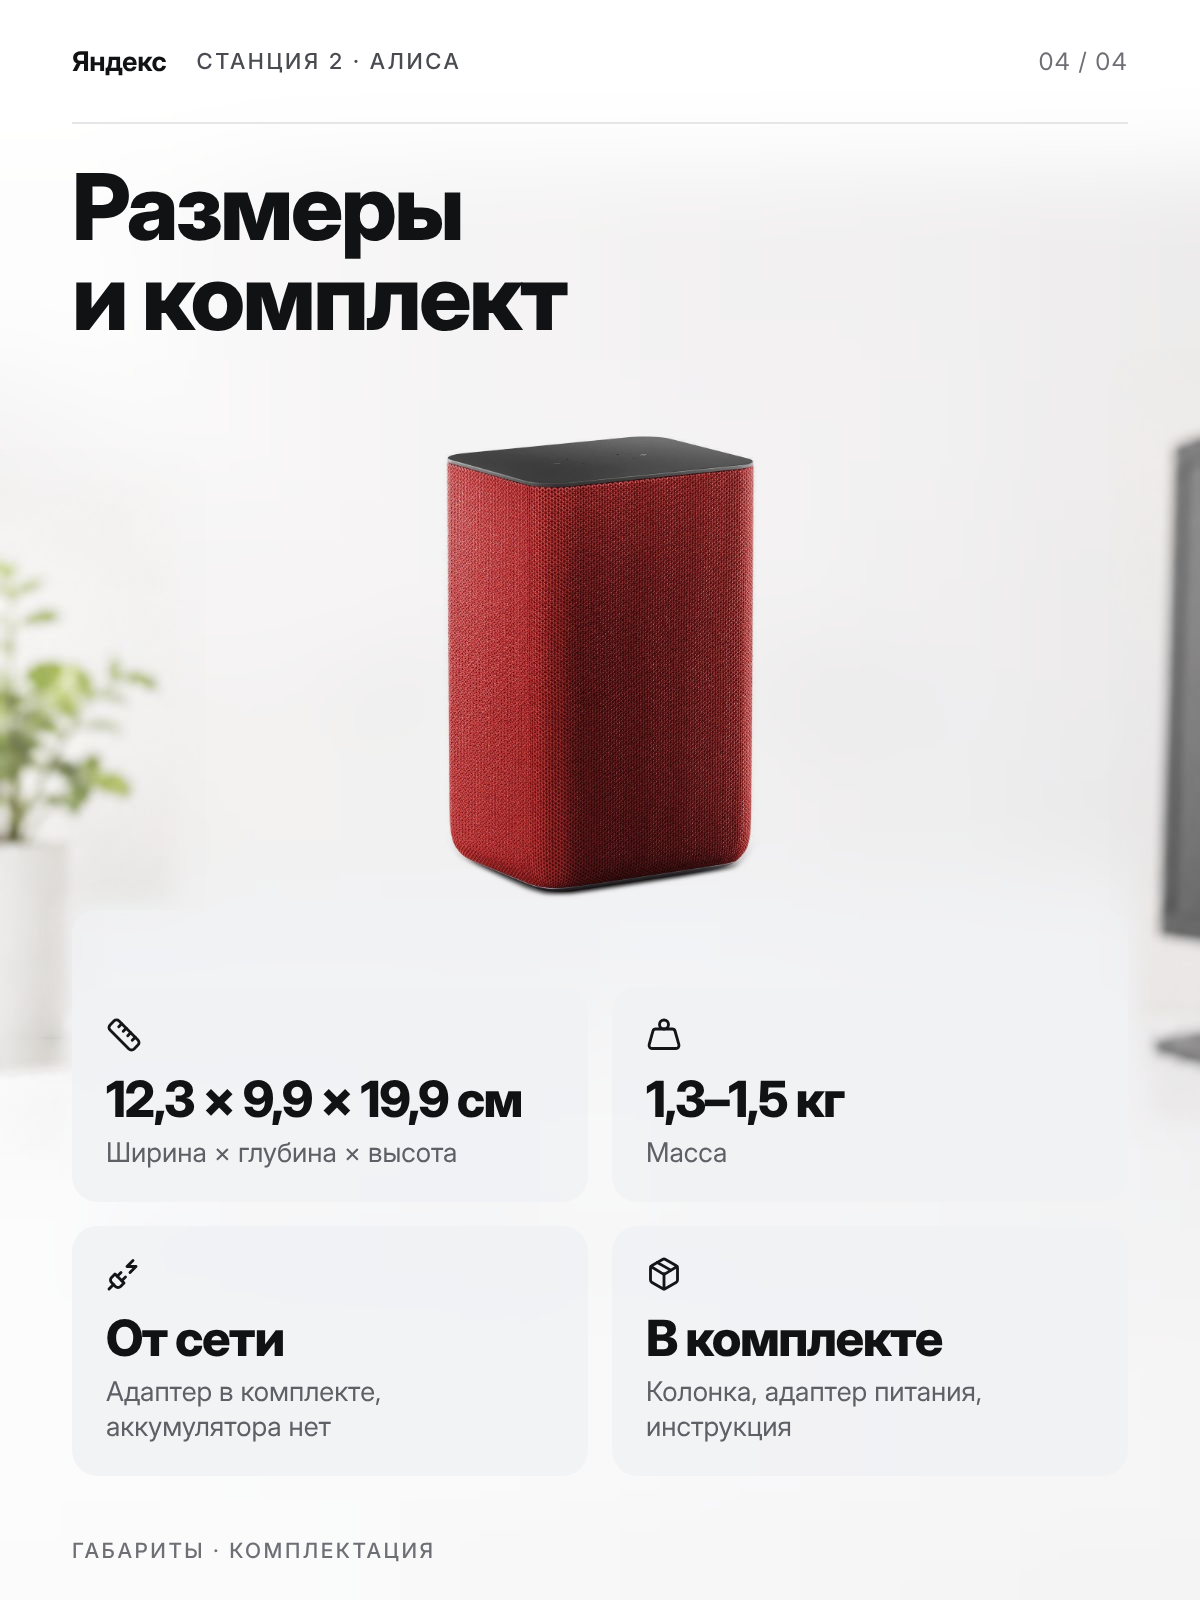 Яндекс СТАНЦИЯ 2 · АЛИСА 04 / 04
Размеры
и комплект
12,3 × 9,9 × 19,9 см
Ширина × глубина × высота
1,3–1,5 кг
Масса
От сети
Адаптер в комплекте,
аккумулятора нет
В комплекте
Колонка, адаптер питания,
инструкция
ГАБАРИТЫ · КОМПЛЕКТАЦИЯ